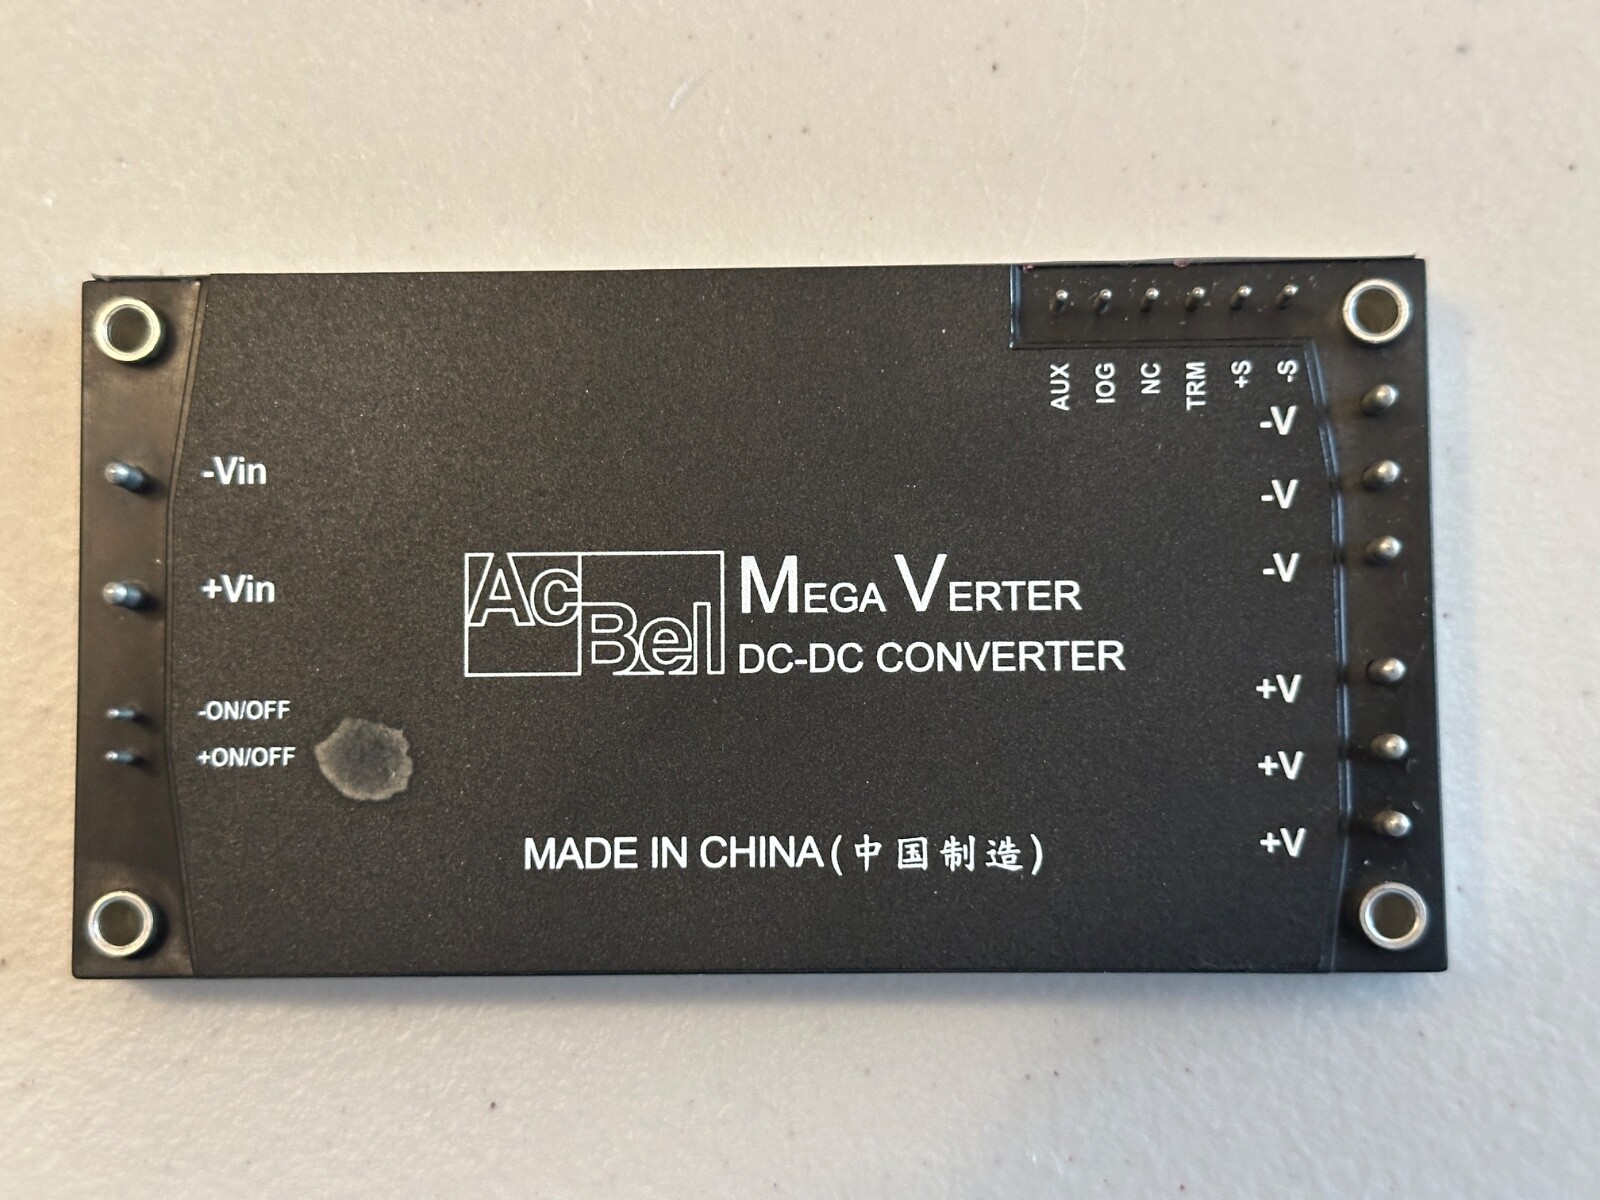 AUX
IOG
NC
TRM
+S
-S
-V
-V
-V
+V
+V
+V
-Vin
+Vin
-ON/OFF
+ON/OFF
AcBel
MEGA VERTER
DC-DC CONVERTER
MADE IN CHINA(中国制造)